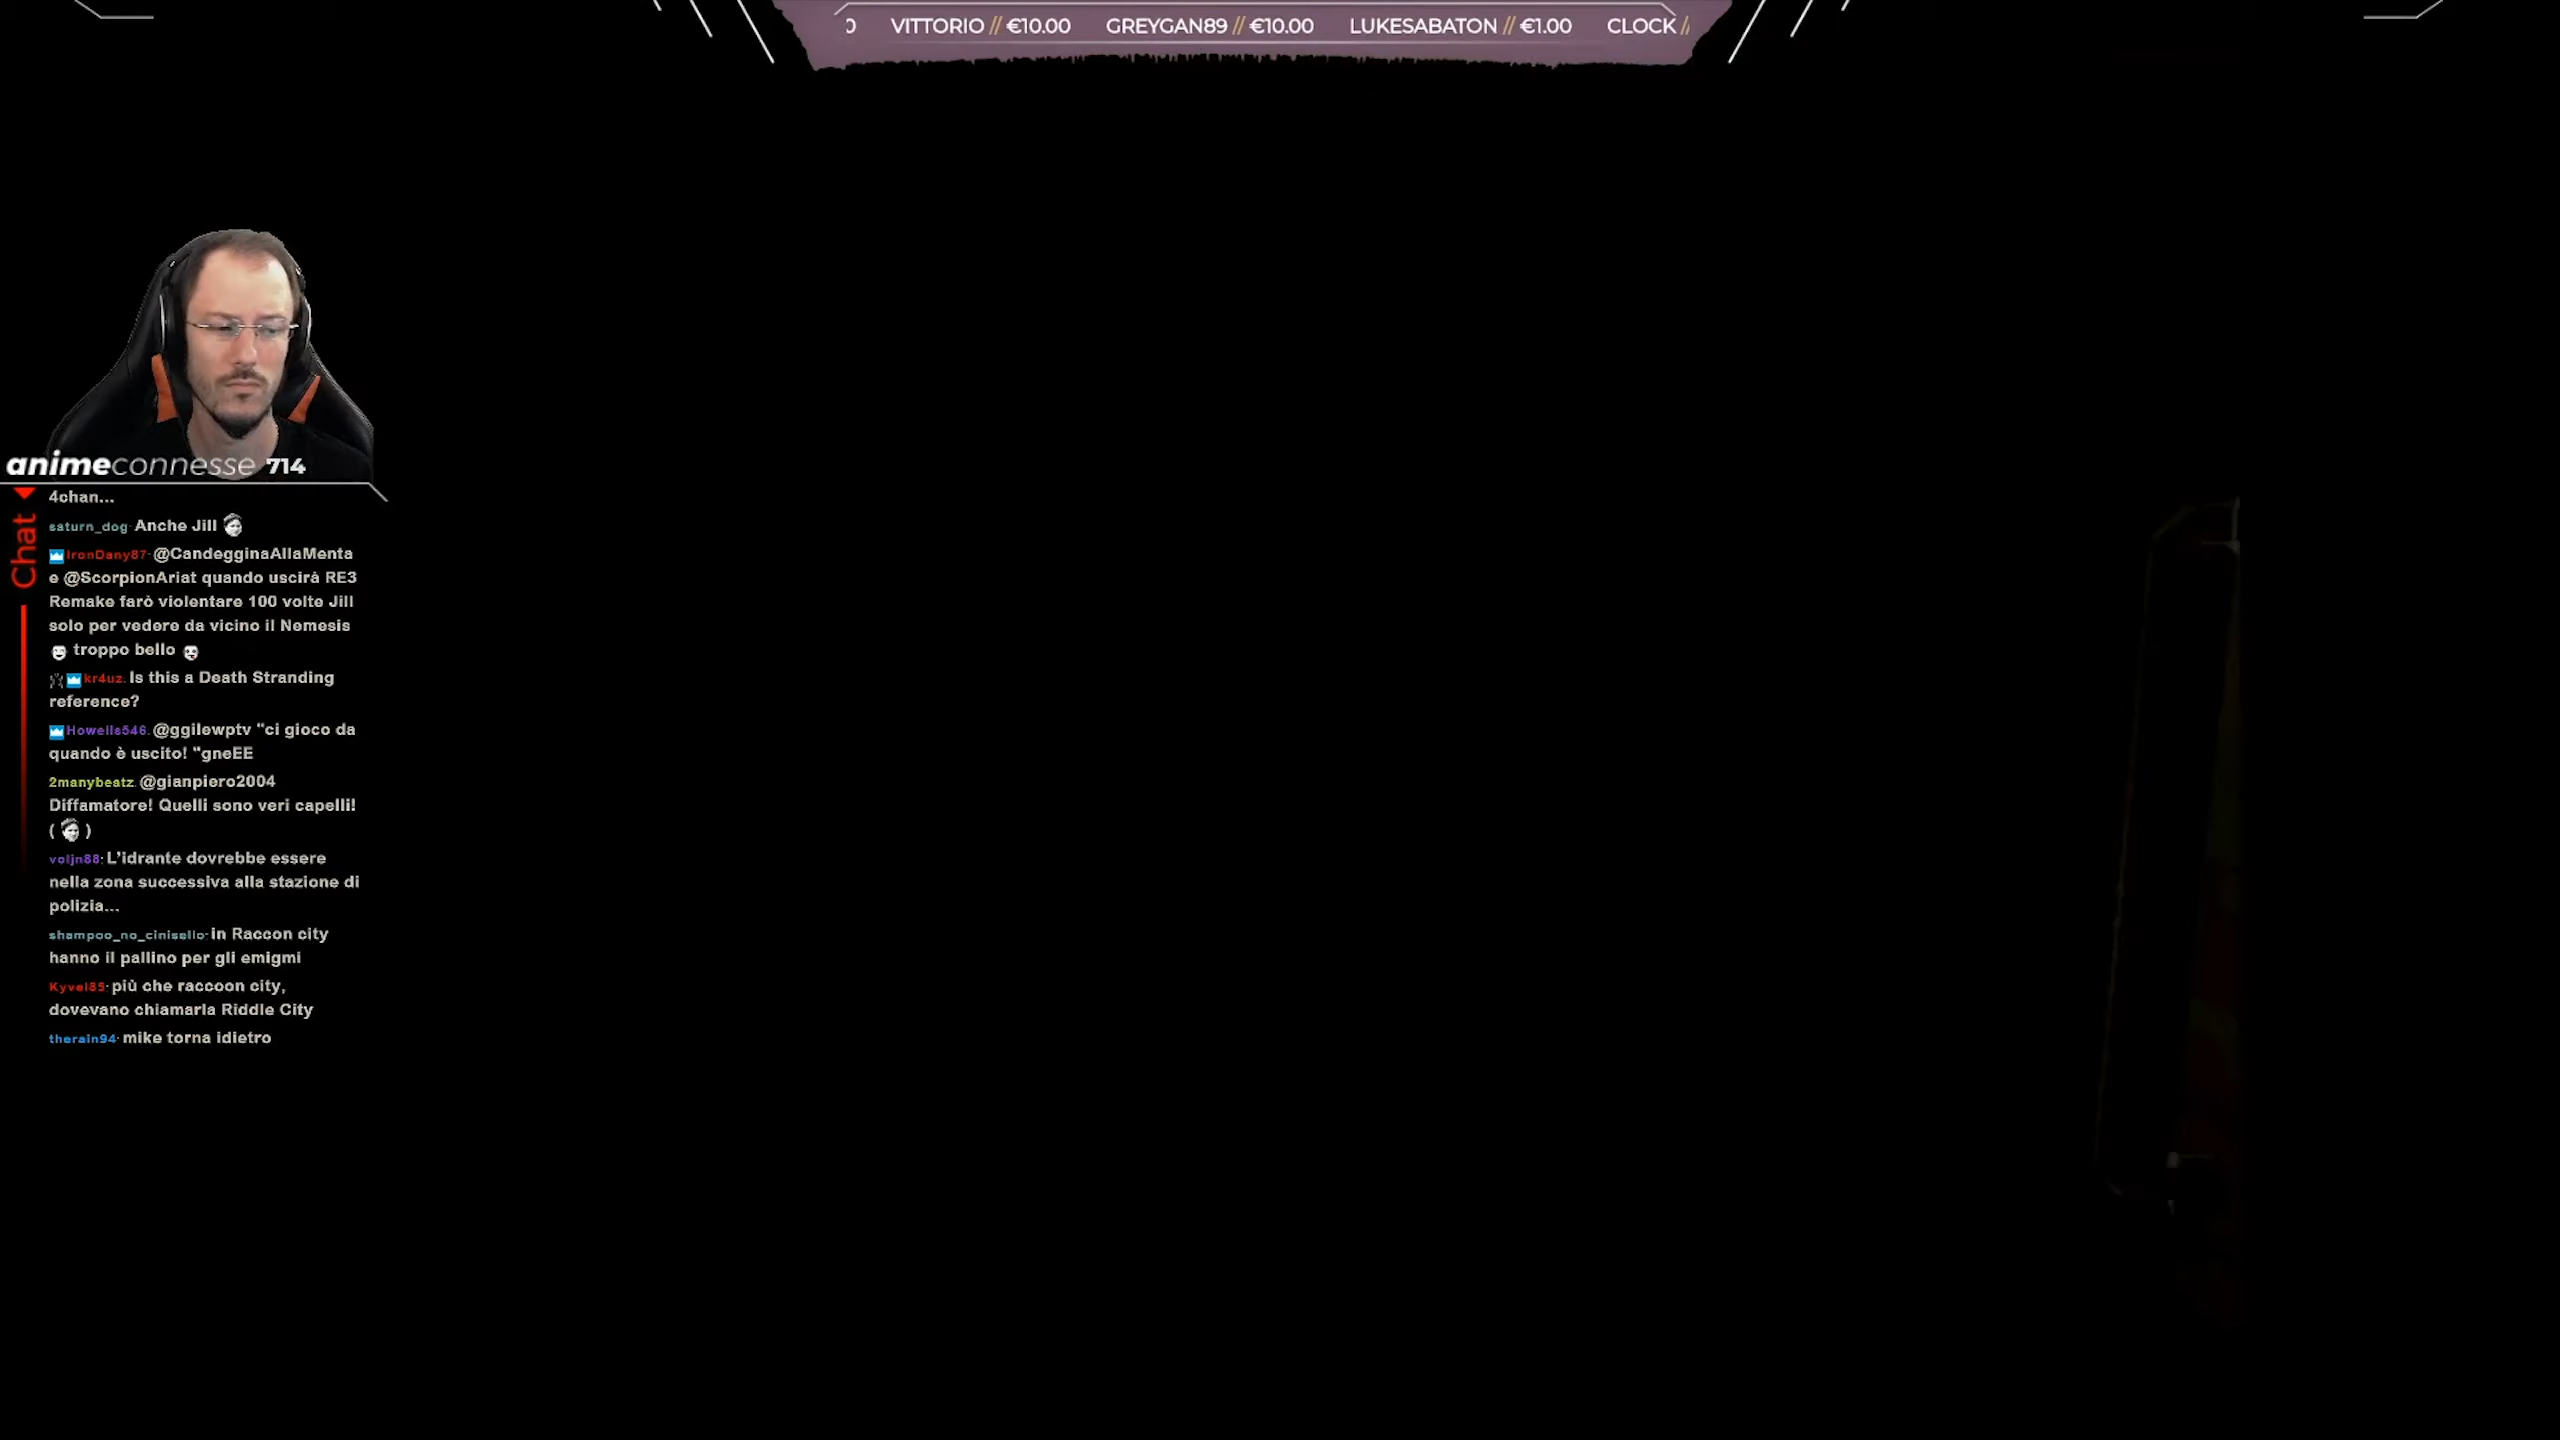 VITTORIO // €10.00 GREYGAN89 // €10.00 LUKESABATON // €1.00 CLOCK //
animeconnesse 714
Chat
4chan...
saturn_dog: Anche Jill
IronDany87: @CandegginaAllaMenta
e @ScorpionAriat quando uscirà RE3
Remake farò violentare 100 volte Jill
solo per vedere da vicino il Nemesis
troppo bello
kr4uz: Is this a Death Stranding
reference?
Howells546: @ggilewptv "ci gioco da
quando è uscito! "gneEE
2manybeatz: @gianpiero2004
Diffamatore! Quelli sono veri capelli!
( )
voljn88: L'idrante dovrebbe essere
nella zona successiva alla stazione di
polizia...
shampoo_no_cinisello: in Raccon city
hanno il pallino per gli emigmi
Kyvel85: più che raccoon city,
dovevano chiamarla Riddle City
therain94: mike torna idietro